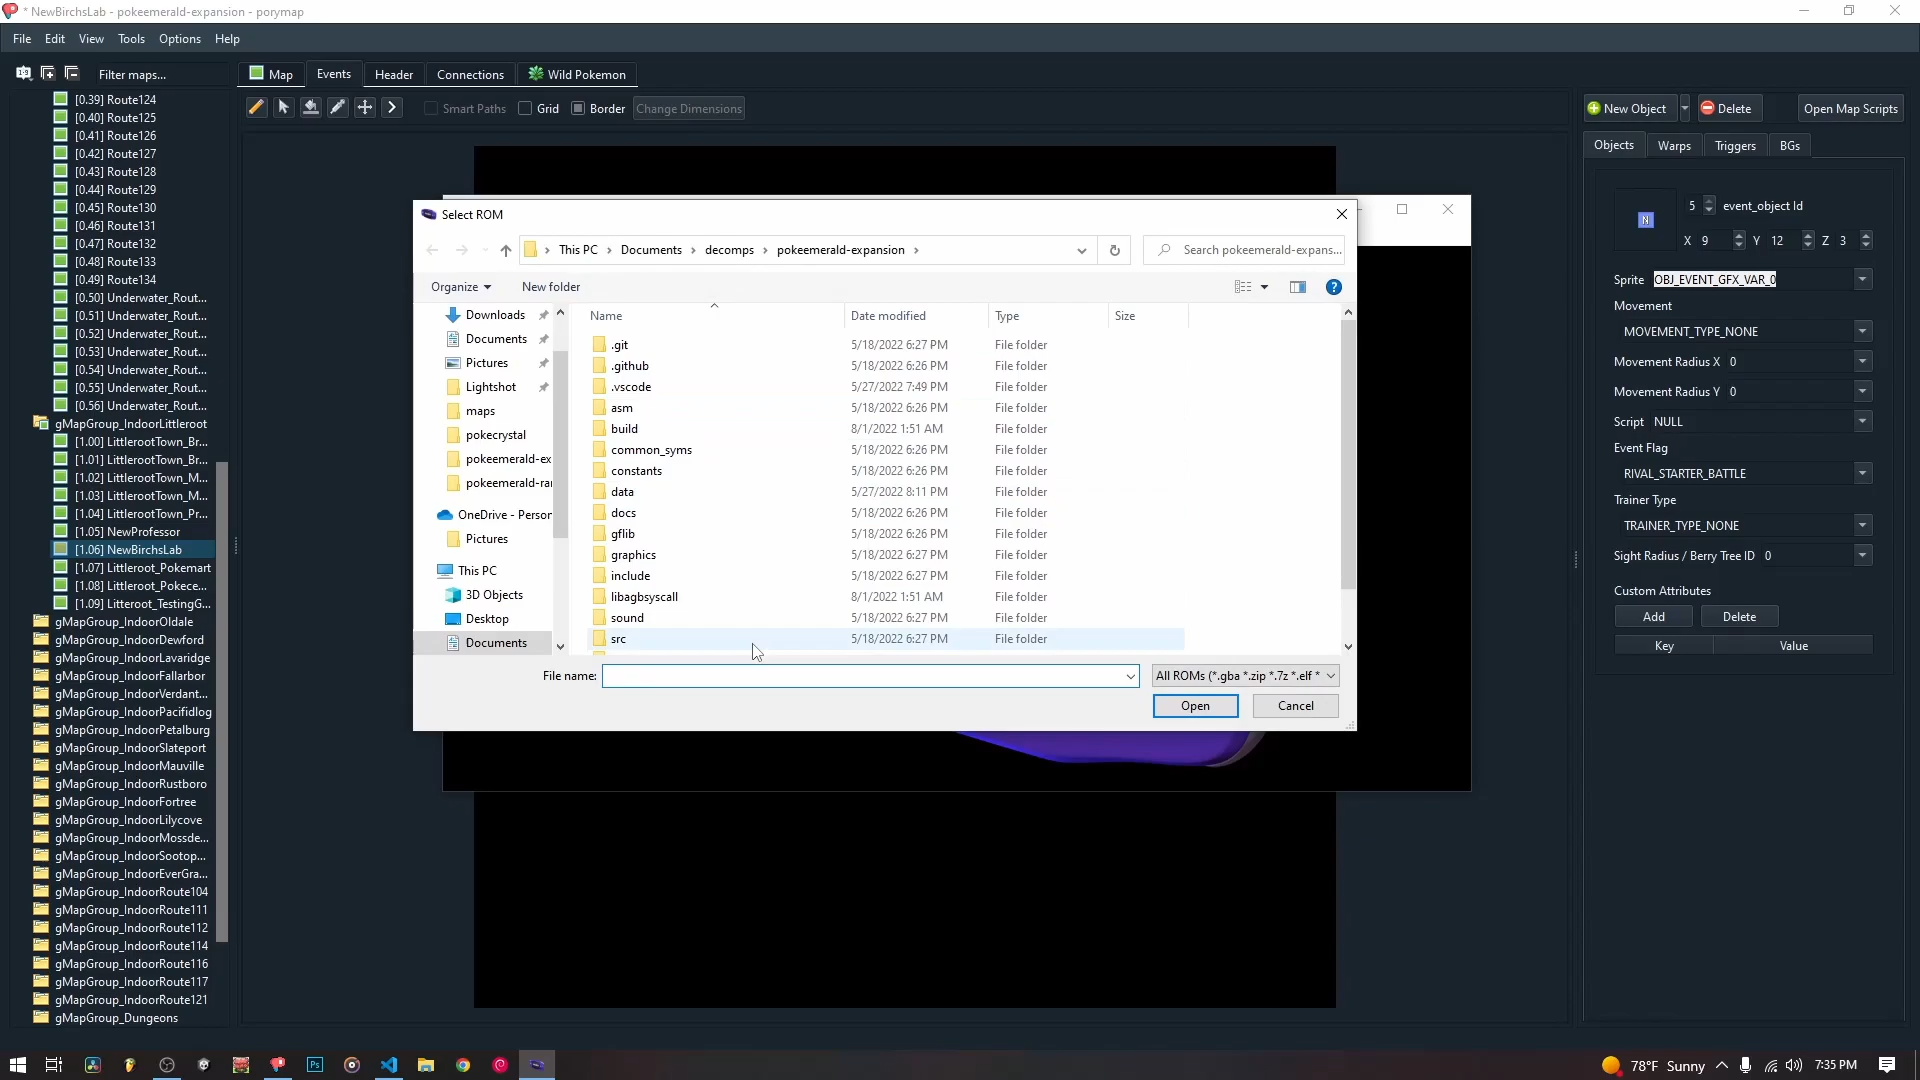 * NewBirchsLab - pokeemerald-expansion - porymap
File Edit View Tools Options Help
Filter maps...
Map Events Header Connections Wild Pokemon
Smart Paths Grid Border Change Dimensions
New Object Delete Open Map Scripts
Objects Warps Triggers BGs
[0.39] Route124
[0.40] Route125
[0.41] Route126
[0.42] Route127
[0.43] Route128
[0.44] Route129
[0.45] Route130
[0.46] Route131
[0.47] Route132
[0.48] Route133
[0.49] Route134
[0.50] Underwater_Rout...
[0.51] Underwater_Rout...
[0.52] Underwater_Rout...
[0.53] Underwater_Rout...
[0.54] Underwater_Rout...
[0.55] Underwater_Rout...
[0.56] Underwater_Rout...
gMapGroup_IndoorLittleroot
[1.00] LittlerootTown_Br...
[1.01] LittlerootTown_Br...
[1.02] LittlerootTown_M...
[1.03] LittlerootTown_M...
[1.04] LittlerootTown_Pr...
[1.05] NewProfessor
[1.06] NewBirchsLab
[1.07] Littleroot_Pokemart
[1.08] Littleroot_Pokece...
[1.09] Litteroot_TestingG...
gMapGroup_IndoorOldale
gMapGroup_IndoorDewford
gMapGroup_IndoorLavaridge
gMapGroup_IndoorFallarbor
gMapGroup_IndoorVerdant...
gMapGroup_IndoorPacifidlog
gMapGroup_IndoorPetalburg
gMapGroup_IndoorSlateport
gMapGroup_IndoorMauville
gMapGroup_IndoorRustboro
gMapGroup_IndoorFortree
gMapGroup_IndoorLilycove
gMapGroup_IndoorMossde...
gMapGroup_IndoorSootop...
gMapGroup_IndoorEverGra...
gMapGroup_IndoorRoute104
gMapGroup_IndoorRoute111
gMapGroup_IndoorRoute112
gMapGroup_IndoorRoute114
gMapGroup_IndoorRoute116
gMapGroup_IndoorRoute117
gMapGroup_IndoorRoute121
gMapGroup_Dungeons
Select ROM
This PC Documents decomps pokeemerald-expansion
Search pokeemerald-expans...
Organize New folder
Downloads
Documents
Pictures
Lightshot
maps
pokecrystal
pokeemerald-ex
pokeemerald-rai
OneDrive - Person
Pictures
This PC
3D Objects
Desktop
Documents
Name Date modified Type Size
.git 5/18/2022 6:27 PM File folder
.github 5/18/2022 6:26 PM File folder
.vscode 5/27/2022 7:49 PM File folder
asm 5/18/2022 6:26 PM File folder
build 8/1/2022 1:51 AM File folder
common_syms 5/18/2022 6:26 PM File folder
constants 5/18/2022 6:26 PM File folder
data 5/27/2022 8:11 PM File folder
docs 5/18/2022 6:26 PM File folder
gflib 5/18/2022 6:26 PM File folder
graphics 5/18/2022 6:27 PM File folder
include 5/18/2022 6:27 PM File folder
libagbsyscall 8/1/2022 1:51 AM File folder
sound 5/18/2022 6:27 PM File folder
src 5/18/2022 6:27 PM File folder
File name: All ROMs (*.gba *.zip *.7z *.elf *
Open Cancel
N
5 event_object Id
X 9 Y 12 Z 3
Sprite OBJ_EVENT_GFX_VAR_0
Movement
MOVEMENT_TYPE_NONE
Movement Radius X 0
Movement Radius Y 0
Script NULL
Event Flag
RIVAL_STARTER_BATTLE
Trainer Type
TRAINER_TYPE_NONE
Sight Radius / Berry Tree ID 0
Custom Attributes
Add Delete
Key Value
Ps
78°F Sunny 7:35 PM